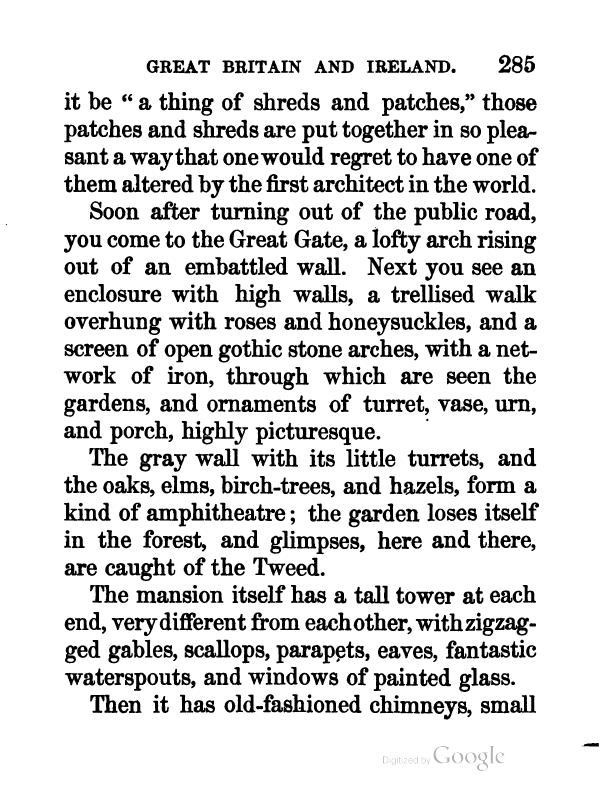 GREAT BRITAIN AND IRELAND. 285
it be “ a thing of shreds and patches,” those
patches and shreds are put together in so plea-
sant a way that one would regret to have one of
them altered by the first architect in the world.
Soon after turning out of the public road,
you come to the Great Gate, a lofty arch rising
out of an embattled wall. Next you see an
enclosure with high walls, a trellised walk
overhung with roses and honeysuckles, and a
screen of open gothic stone arches, with a net-
work of iron, through which are seen the
gardens, and ornaments of turret, vase, urn,
and porch, highly picturesque.
The gray wall with its little turrets, and
the oaks, elms, birch-trees, and hazels, form a
kind of amphitheatre; the garden loses itself
in the forest, and glimpses, here and there,
are caught of the Tweed.
The mansion itself has a tall tower at each
end, very different from each other, with zigzag-
ged gables, scallops, parapets, eaves, fantastic
waterspouts, and windows of painted glass.
Then it has old-fashioned chimneys, small
Digitized by Google